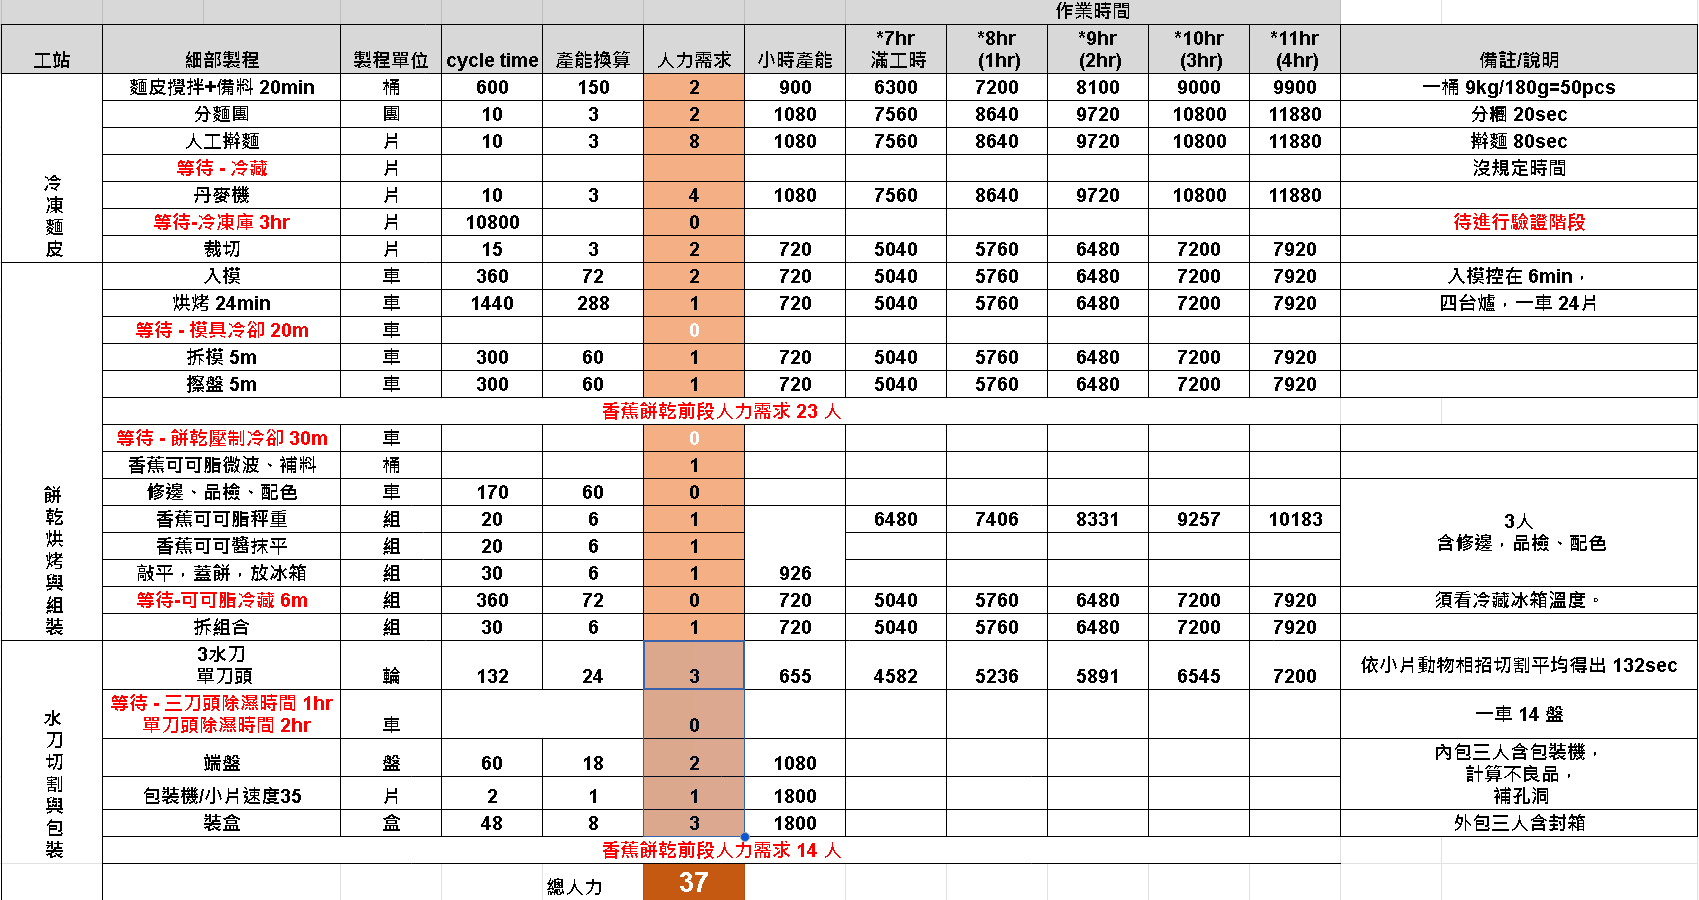 作業時間
工站 細部製程 製程單位 cycle time 產能換算 人力需求 小時產能 *7hr 滿工時 *8hr (1hr) *9hr (2hr) *10hr (3hr) *11hr (4hr) 備註/說明
冷凍麵皮
麵皮攪拌+備料 20min 桶 600 150 2 900 6300 7200 8100 9000 9900 一桶 9kg/180g=50pcs
分麵團 團 10 3 2 1080 7560 8640 9720 10800 11880 分糰 20sec
人工擀麵 片 10 3 8 1080 7560 8640 9720 10800 11880 擀麵 80sec
等待 - 冷藏 片 沒規定時間
丹麥機 片 10 3 4 1080 7560 8640 9720 10800 11880
等待-冷凍庫 3hr 片 10800 0 待進行驗證階段
裁切 片 15 3 2 720 5040 5760 6480 7200 7920
餅乾烘烤與組裝
入模 車 360 72 2 720 5040 5760 6480 7200 7920 入模控在 6min，
烘烤 24min 車 1440 288 1 720 5040 5760 6480 7200 7920 四台爐，一車 24片
等待 - 模具冷卻 20m 車 0
拆模 5m 車 300 60 1 720 5040 5760 6480 7200 7920
擦盤 5m 車 300 60 1 720 5040 5760 6480 7200 7920
香蕉餅乾前段人力需求 23 人
等待 - 餅乾壓制冷卻 30m 車 0
香蕉可可脂微波、補料 桶 1
修邊、品檢、配色 車 170 60 0
香蕉可可脂秤重 組 20 6 1 6480 7406 8331 9257 10183
3人
含修邊，品檢、配色
香蕉可可醬抹平 組 20 6 1
敲平，蓋餅，放冰箱 組 30 6 1 926
等待-可可脂冷藏 6m 組 360 72 0 720 5040 5760 6480 7200 7920 須看冷藏冰箱溫度。
拆組合 組 30 6 1 720 5040 5760 6480 7200 7920
水刀切割與包裝
3水刀
單刀頭 輪 132 24 3 655 4582 5236 5891 6545 7200 依小片動物相招切割平均得出 132sec
等待 - 三刀頭除濕時間 1hr
單刀頭除濕時間 2hr 車 0 一車 14 盤
端盤 盤 60 18 2 1080
內包三人含包裝機，
計算不良品，
補孔洞
包裝機/小片速度35 片 2 1 1 1800
裝盒 盒 48 8 3 1800 外包三人含封箱
香蕉餅乾前段人力需求 14 人
總人力 37